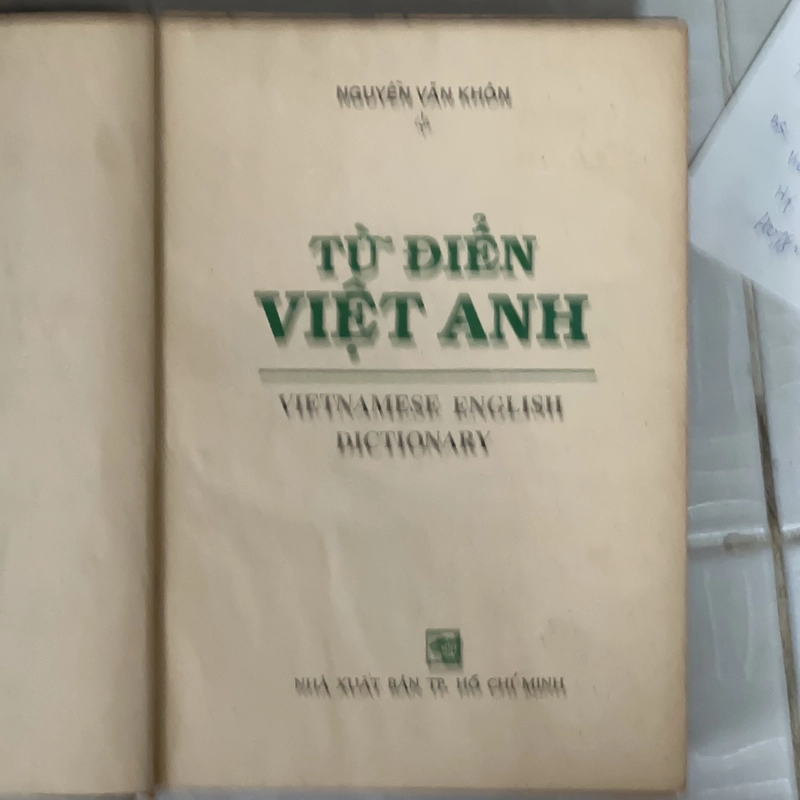 NGUYỄN VĂN KHÔN
TỪ ĐIỂN
VIỆT ANH
VIETNAMESE ENGLISH
DICTIONARY
NHÀ XUẤT BẢN TP. HỒ CHÍ MINH